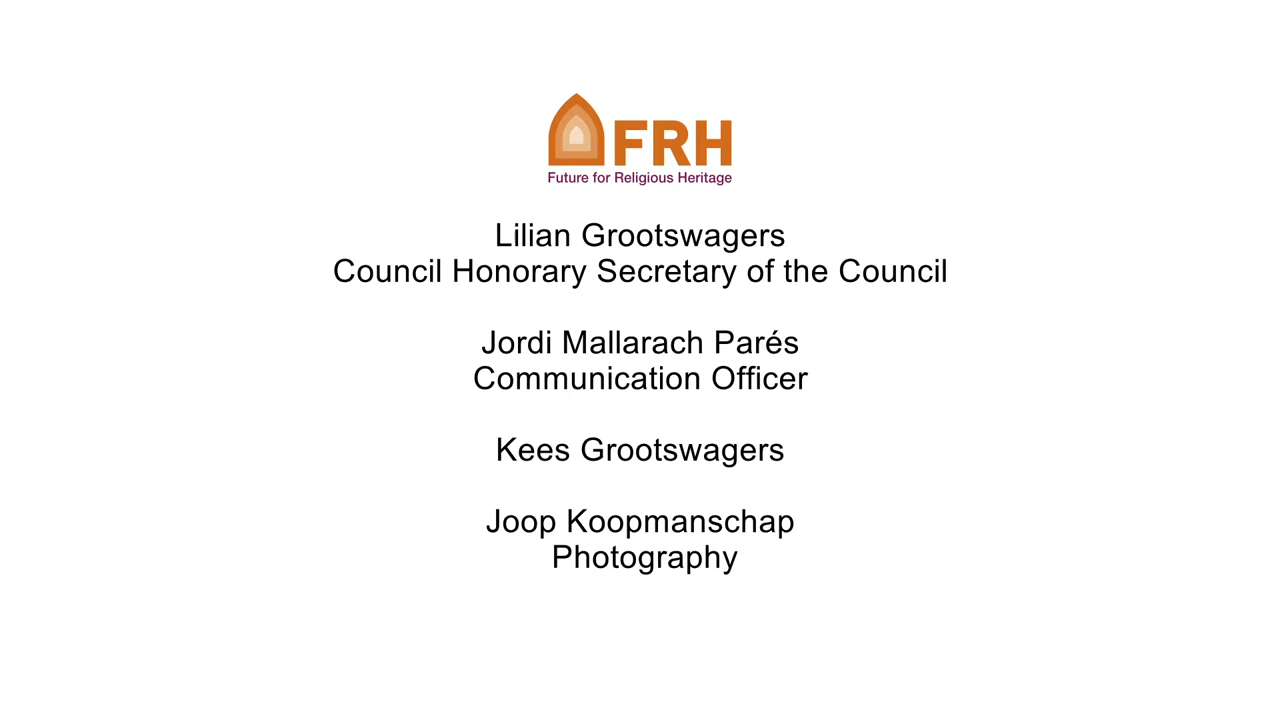 FRH
Future for Religious Heritage
Lilian Grootswagers
Council Honorary Secretary of the Council
Jordi Mallarach Parés
Communication Officer
Kees Grootswagers
Joop Koopmanschap
Photography